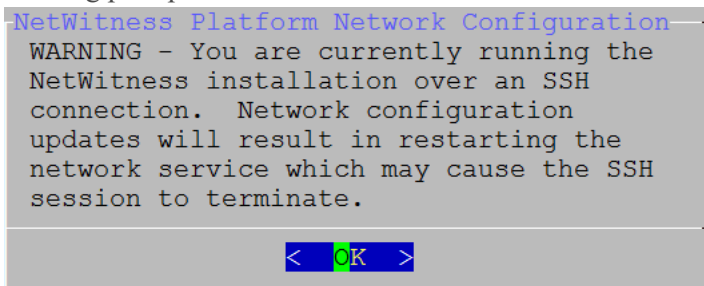 NetWitness Platform Network Configuration
WARNING - You are currently running the
NetWitness installation over an SSH
connection.  Network configuration
updates will result in restarting the
network service which may cause the SSH
session to terminate.
<  OK  >